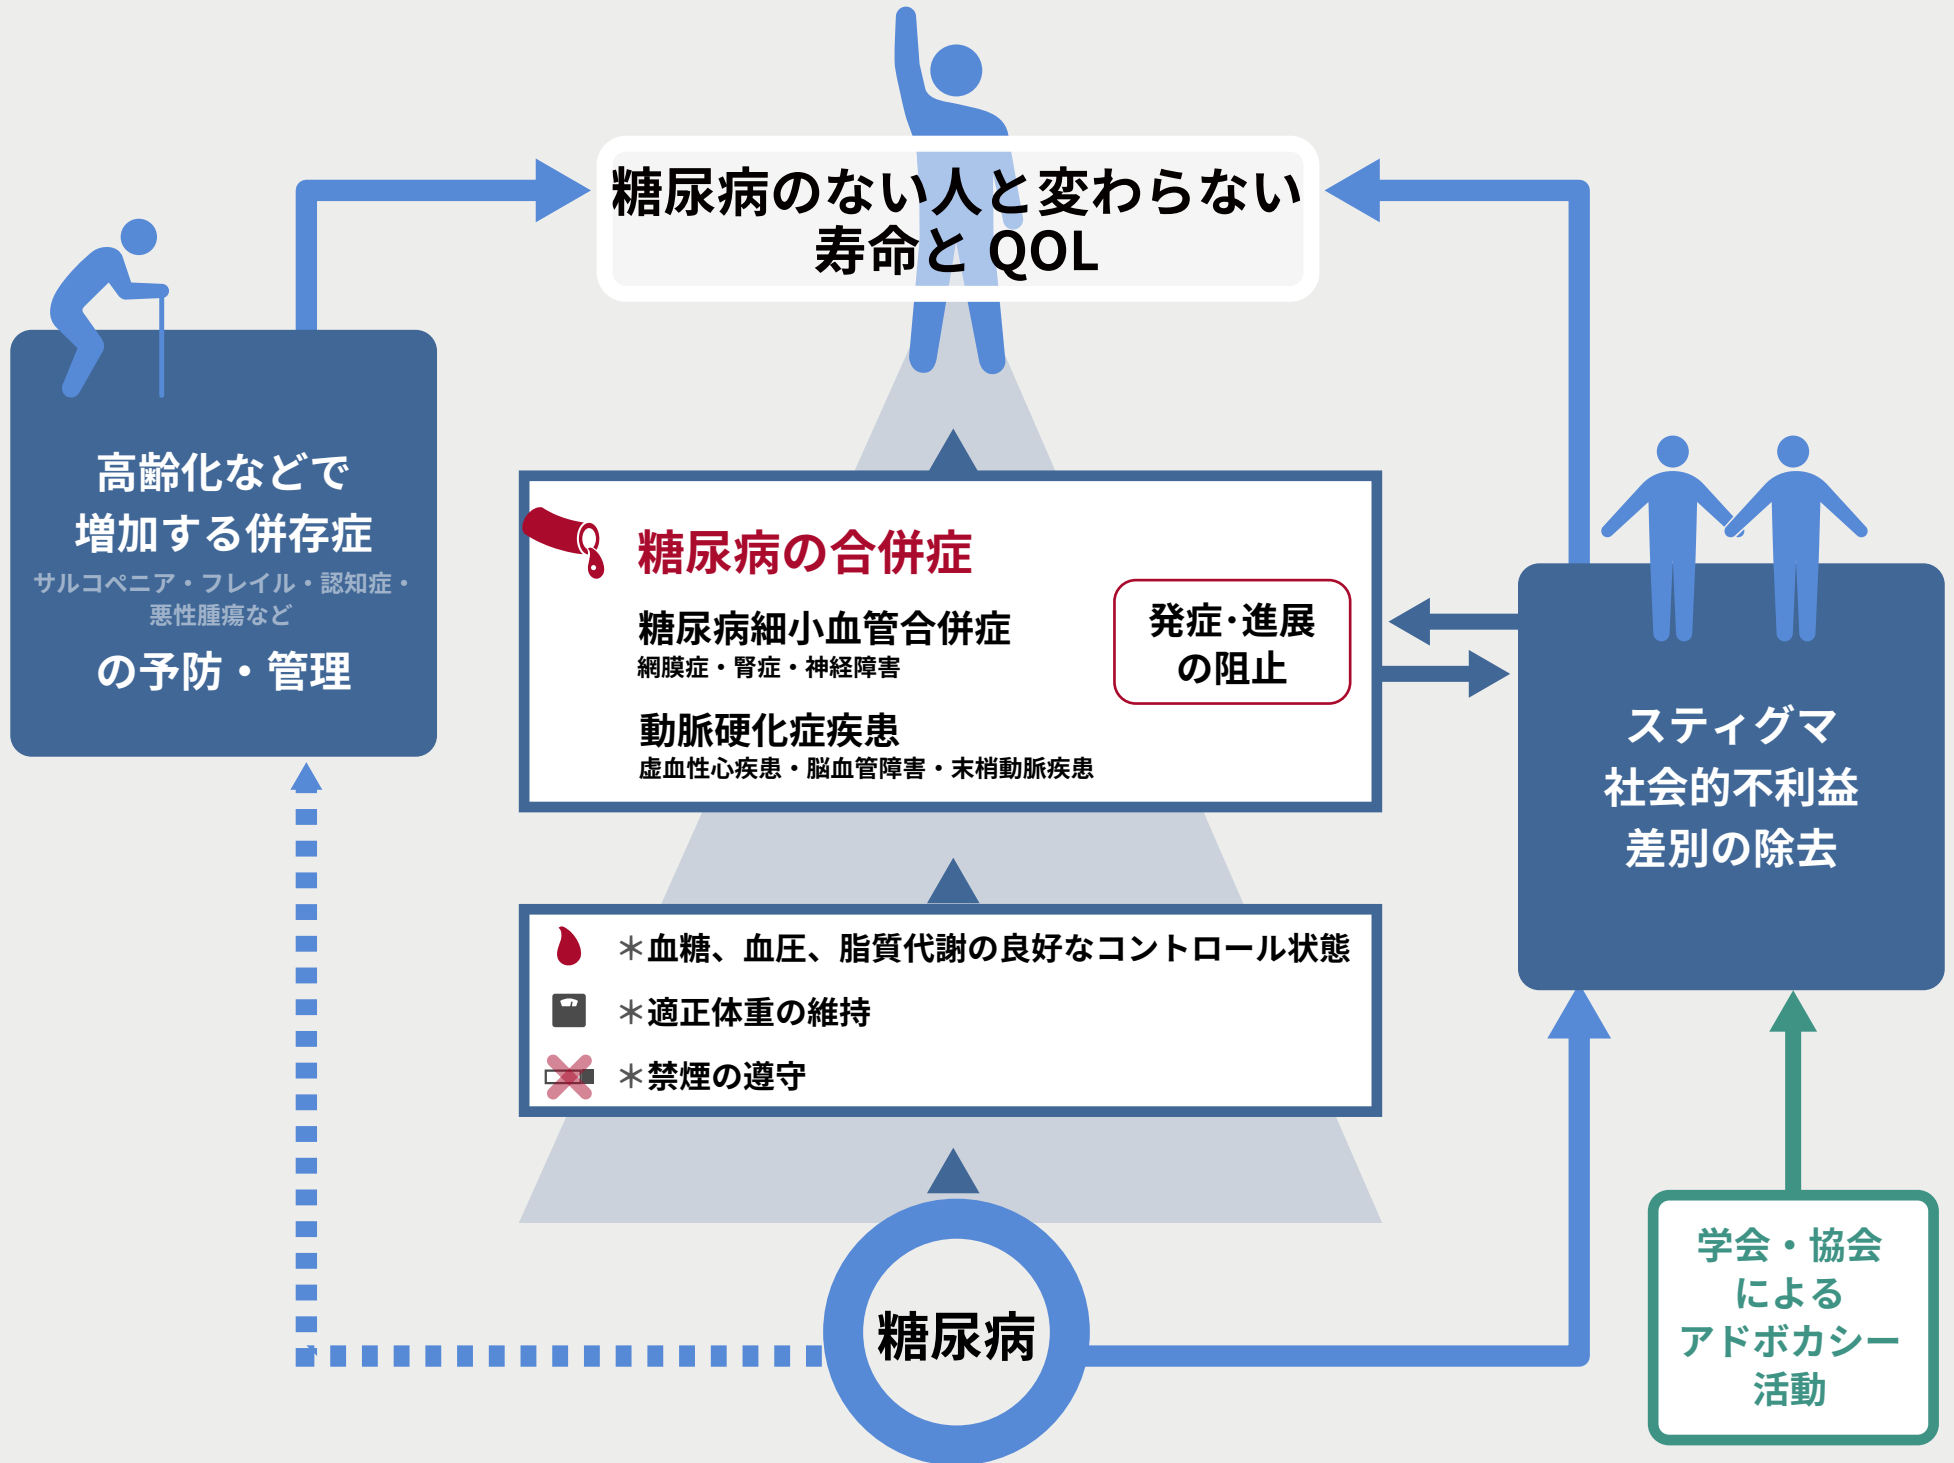 糖尿病のない人と変わらない
寿命と QOL
高齢化などで
増加する併存症
サルコペニア・フレイル・認知症・
悪性腫瘍など
の予防・管理
糖尿病の合併症
糖尿病細小血管合併症
網膜症・腎症・神経障害
動脈硬化症疾患
虚血性心疾患・脳血管障害・末梢動脈疾患
発症･進展
の阻止
スティグマ
社会的不利益
差別の除去
＊血糖、血圧、脂質代謝の良好なコントロール状態
＊適正体重の維持
＊禁煙の遵守
糖尿病
学会・協会
による
アドボカシー
活動